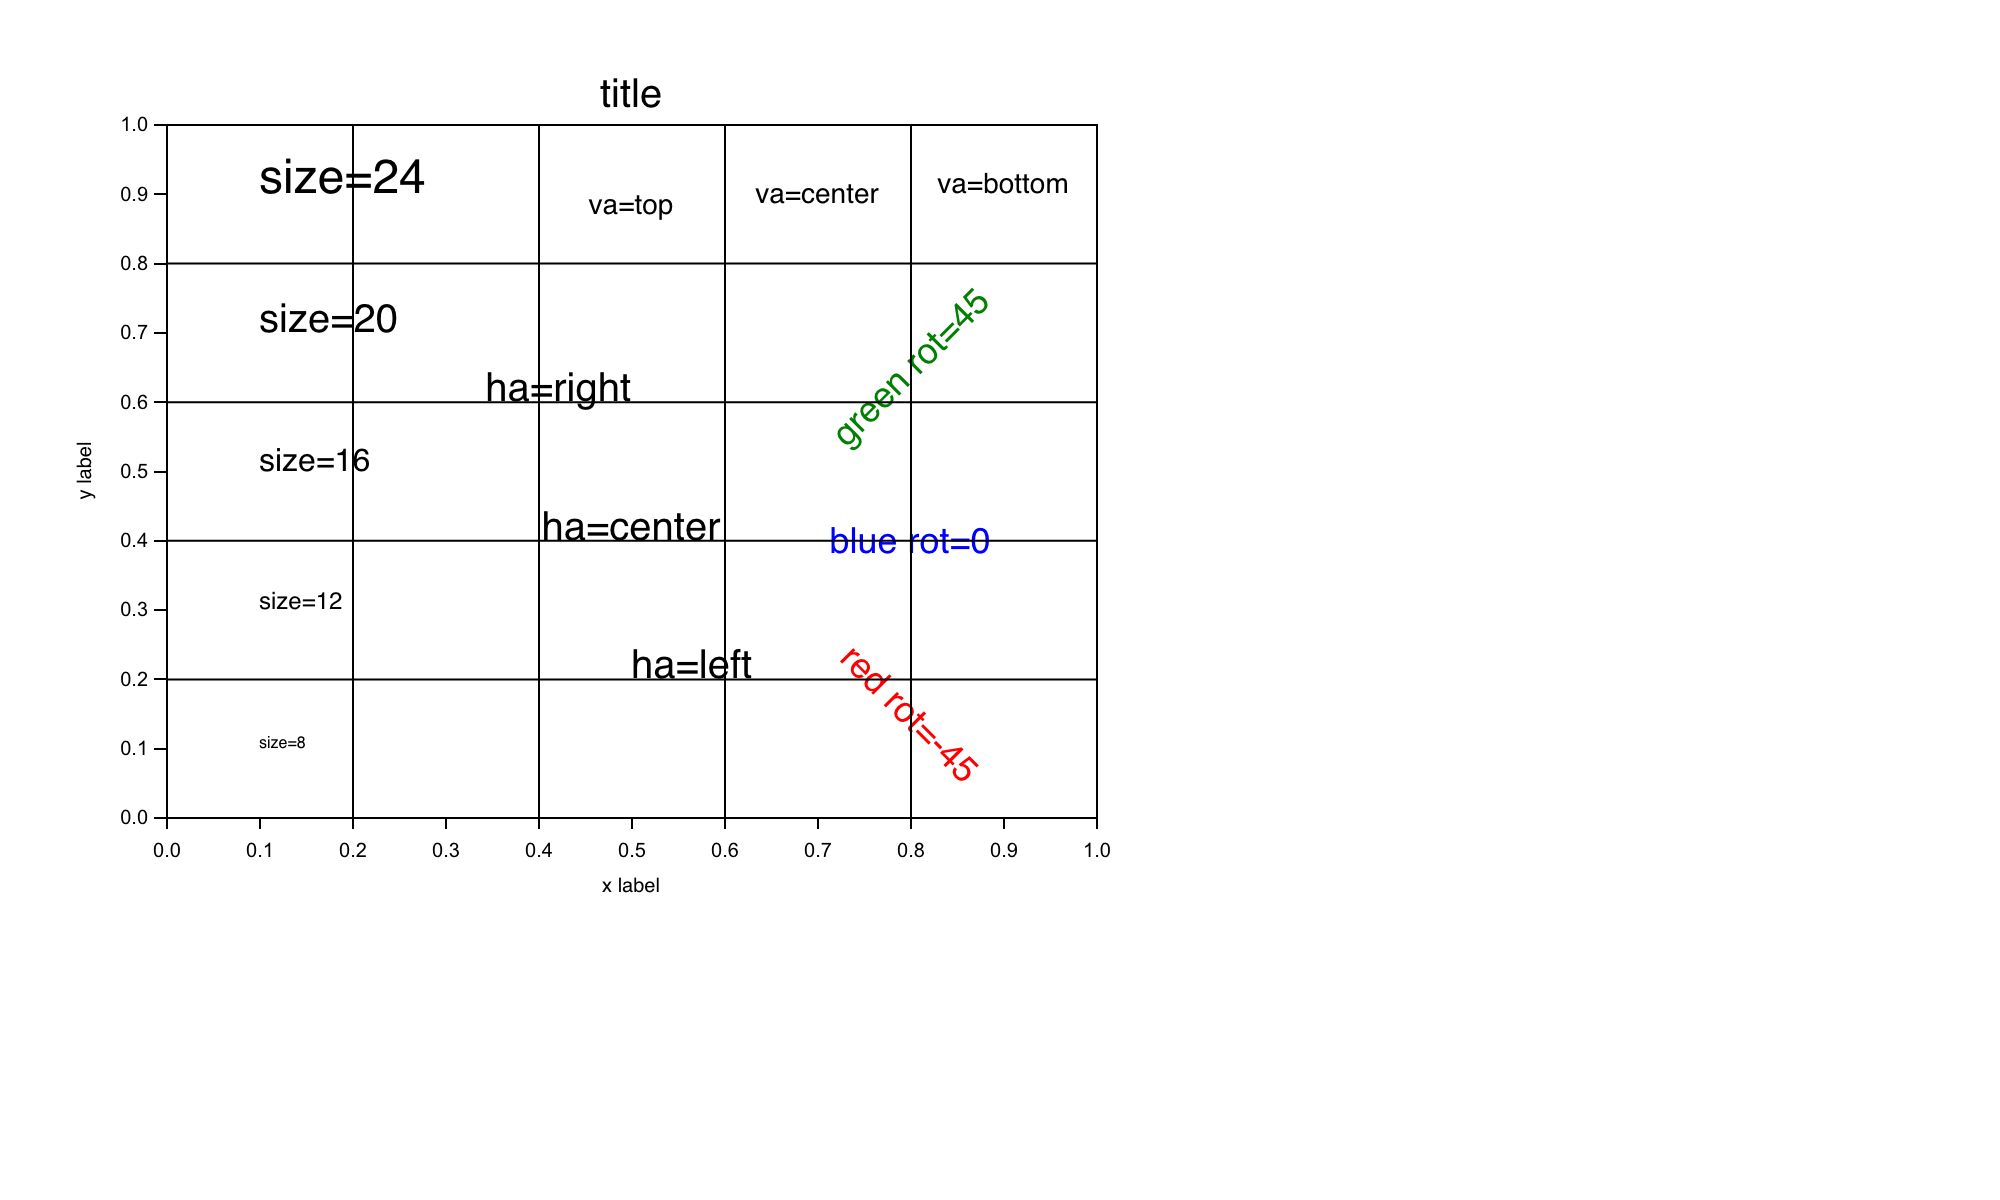 title
1.0
size=24
va=top
va=center
va=bottom
0.9
0.8
size=20
green rot=45
0.7
ha=right
0.6
size=16
0.5
y label
ha=center
blue rot=0
0.4
size=12
0.3
ha=left
red rot=-45
0.2
size=8
0.1
0.0
0.0 0.1 0.2 0.3 0.4 0.5 0.6 0.7 0.8 0.9 1.0
x label